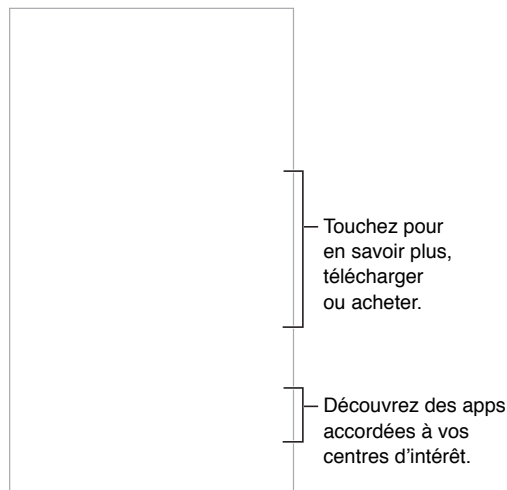 Touchez pour
en savoir plus,
télécharger
ou acheter.
Découvrez des apps
accordées à vos
centres d’intérêt.